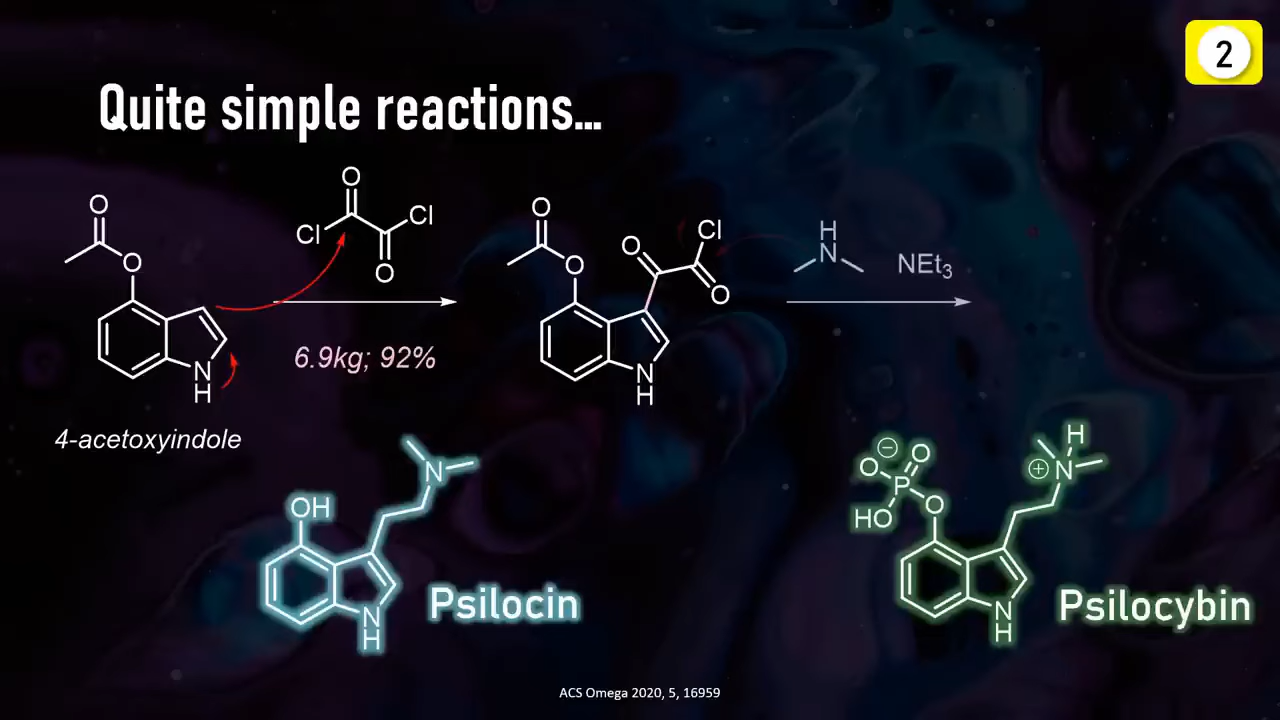 2
Quite simple reactions...
O
Cl
Cl
O
O
O
N
H
6.9kg; 92%
4-acetoxyindole
O
O
O
Cl
O
N
H
H
N
NEt3
OH
N
N
H
Psilocin
⊖
O
O
P
HO
O
H
⊕
N
N
H
Psilocybin
ACS Omega 2020, 5, 16959